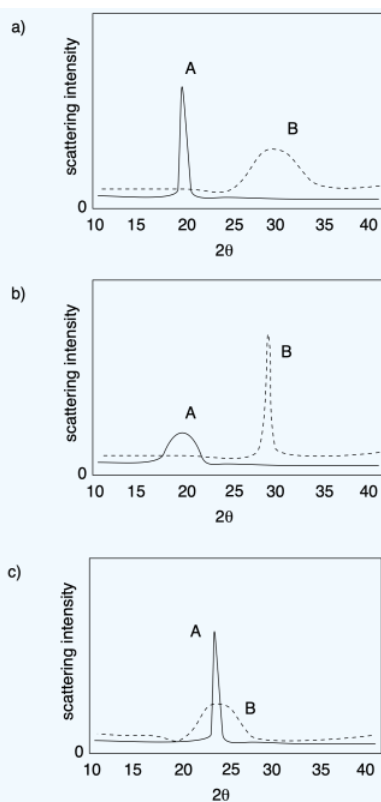 a)
scattering intensity
A
B
0
10 15 20 25 30 35 40
2θ
b)
scattering intensity
A
B
0
10 15 20 25 30 35 40
2θ
c)
scattering intensity
A
B
0
10 15 20 25 30 35 40
2θ